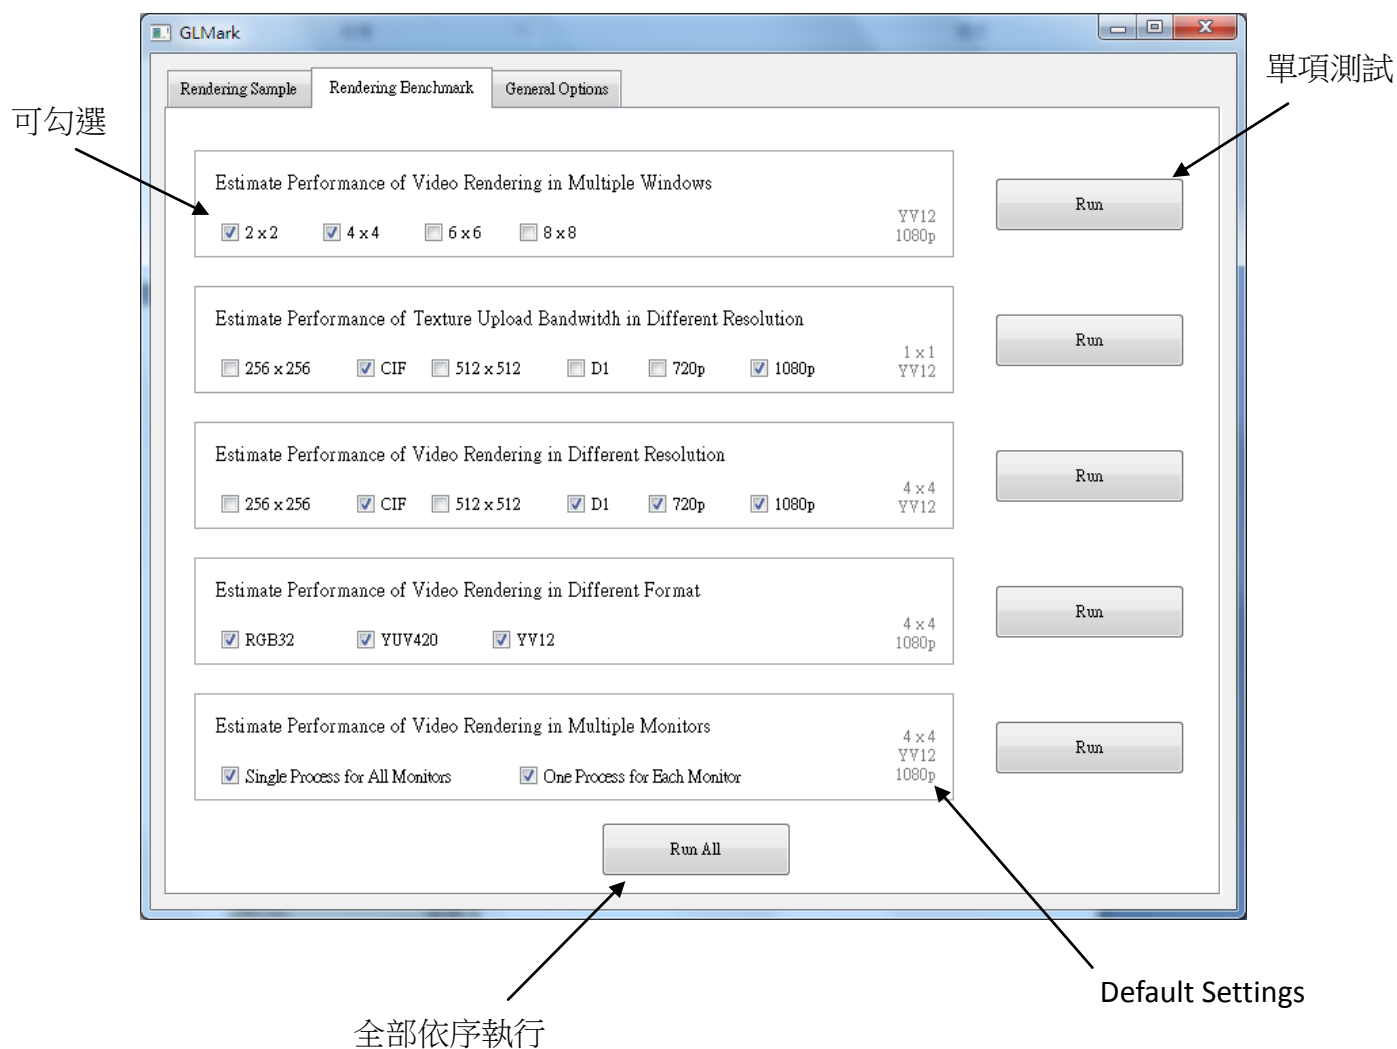 GLMark
單項測試
Rendering Sample
Rendering Benchmark
General Options
可勾選
Estimate Performance of Video Rendering in Multiple Windows
2 x 2
4 x 4
6 x 6
8 x 8
YV12
1080p
Run
Estimate Performance of Texture Upload Bandwitdh in Different Resolution
256 x 256
CIF
512 x 512
D1
720p
1080p
1 x 1
YV12
Run
Estimate Performance of Video Rendering in Different Resolution
256 x 256
CIF
512 x 512
D1
720p
1080p
4 x 4
YV12
Run
Estimate Performance of Video Rendering in Different Format
RGB32
YUV420
YV12
4 x 4
1080p
Run
Estimate Performance of Video Rendering in Multiple Monitors
Single Process for All Monitors
One Process for Each Monitor
4 x 4
YV12
1080p
Run
Run All
Default Settings
全部依序執行